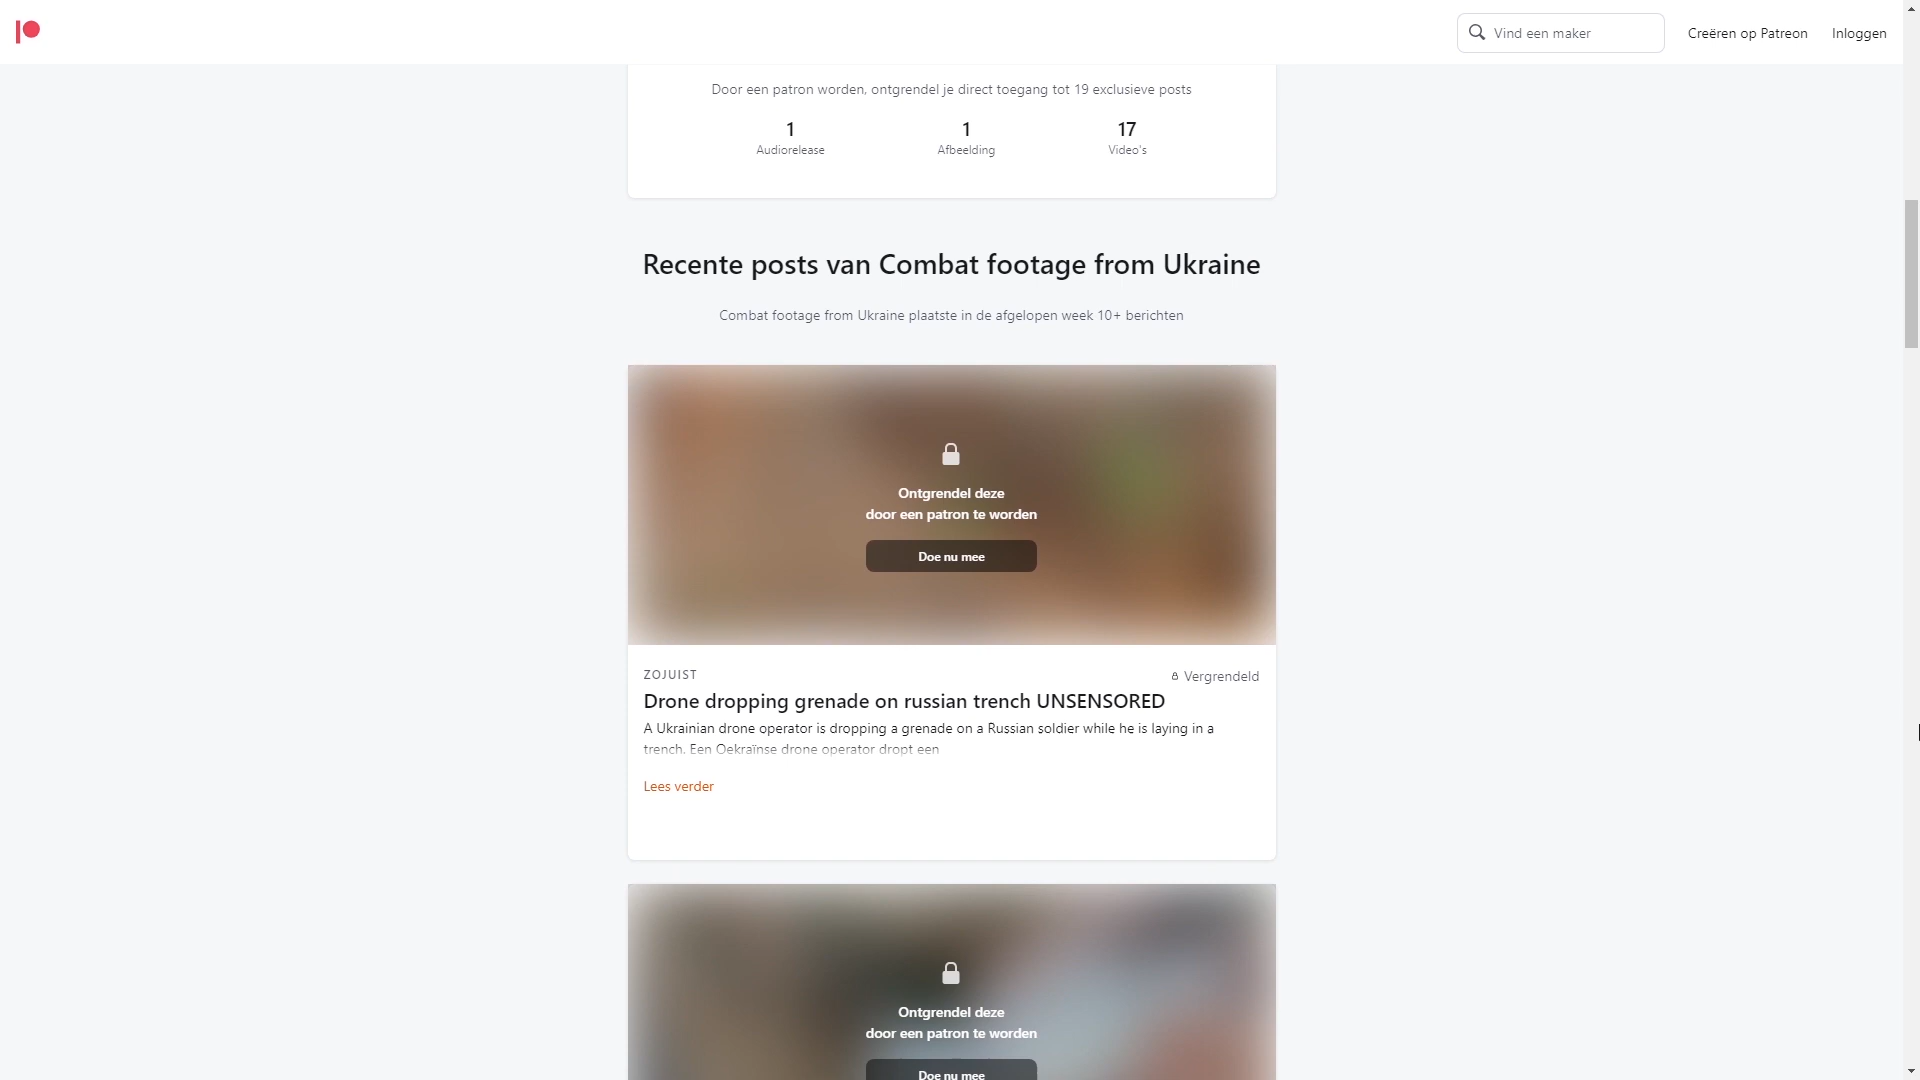 Vind een maker
Creëren op Patreon
Inloggen
Door een patron worden, ontgrendel je direct toegang tot 19 exclusieve posts
1
Audiorelease
1
Afbeelding
17
Video's
Recente posts van Combat footage from Ukraine
Combat footage from Ukraine plaatste in de afgelopen week 10+ berichten
Ontgrendel deze
door een patron te worden
Doe nu mee
ZOJUIST
Vergrendeld
Drone dropping grenade on russian trench UNSENSORED
A Ukrainian drone operator is dropping a grenade on a Russian soldier while he is laying in a
trench. Een Oekraïnse drone operator dropt een
Lees verder
Ontgrendel deze
door een patron te worden
Doe nu mee